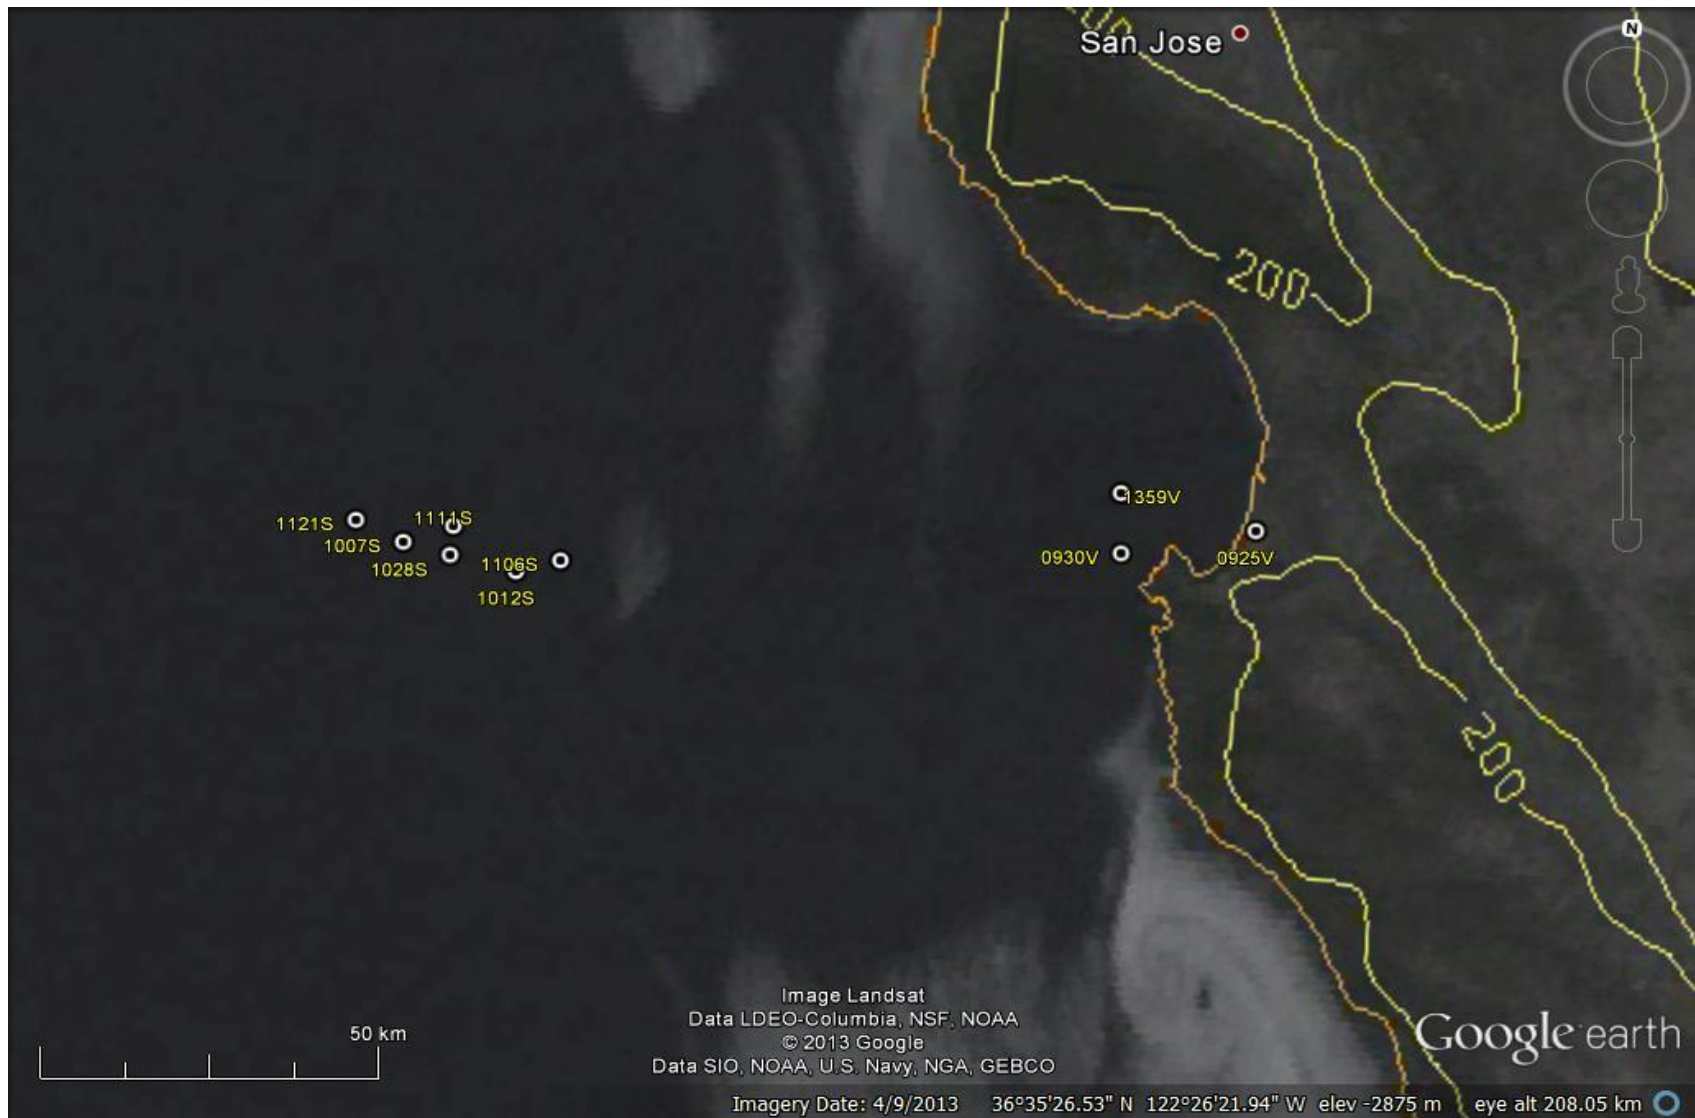 N
San Jose
200
1359V
1121S
1111S
1007S
0930V
0925V
1028S
1106S
1012S
200
Image Landsat
Data LDEO-Columbia, NSF, NOAA
© 2013 Google
Data SIO, NOAA, U.S. Navy, NGA, GEBCO
50 km
Google earth
Imagery Date: 4/9/2013 36°35'26.53" N 122°26'21.94" W elev -2875 m eye alt 208.05 km